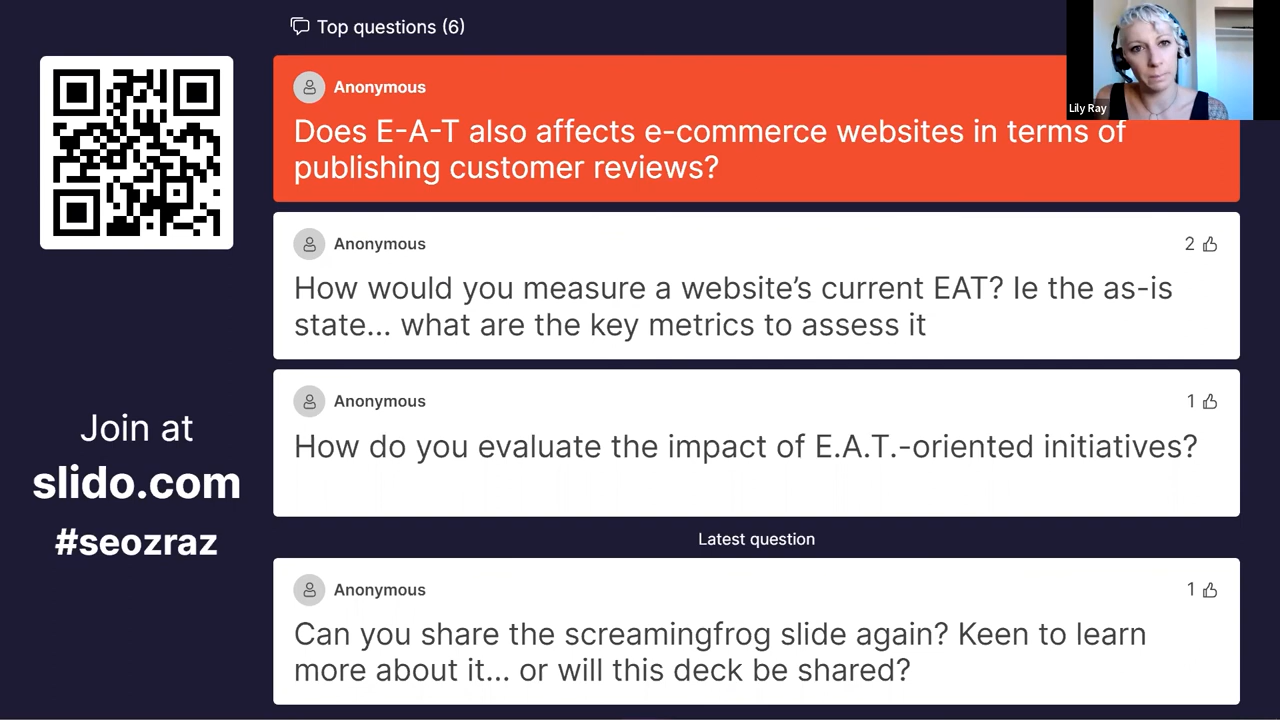 Top questions (6)
Lily Ray
Anonymous
Does E-A-T also affects e-commerce websites in terms of
publishing customer reviews?
Anonymous
2
How would you measure a website's current EAT? Ie the as-is
state... what are the key metrics to assess it
Anonymous
1
How do you evaluate the impact of E.A.T.-oriented initiatives?
Join at
slido.com
#seozraz
Latest question
Anonymous
1
Can you share the screamingfrog slide again? Keen to learn
more about it... or will this deck be shared?